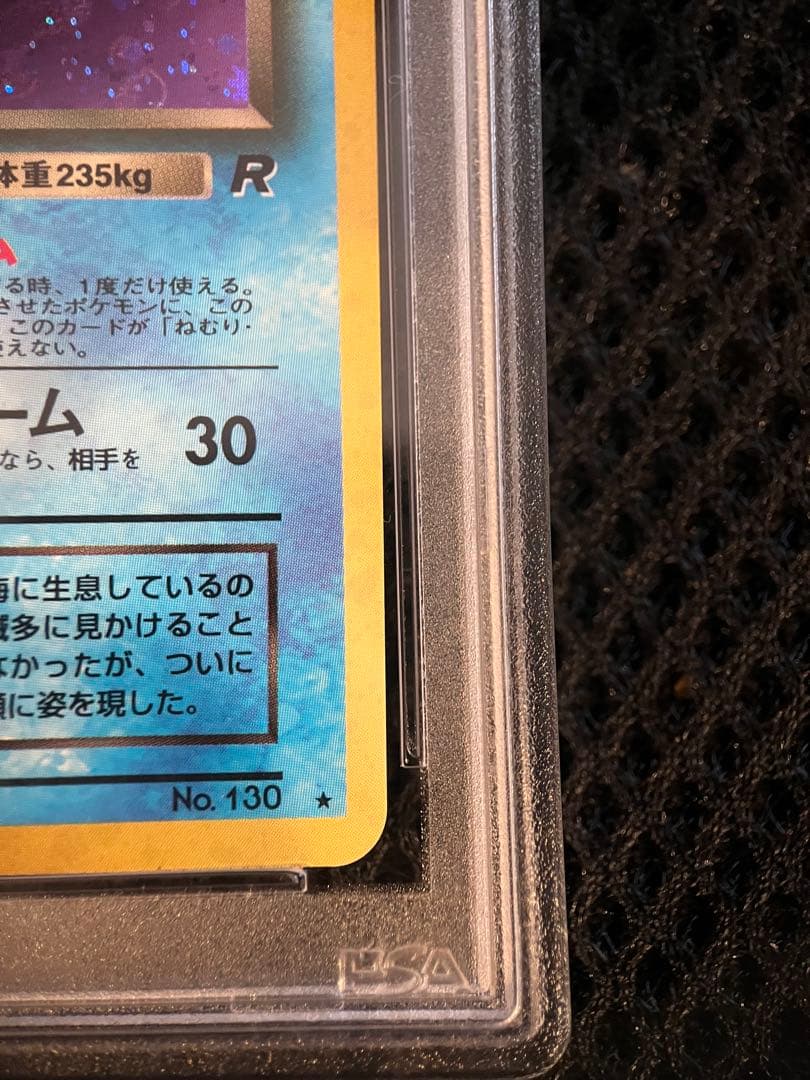 体重235kg R
A
る時、1度だけ使える。
させたポケモンに、この
このカードが「ねむり・
えない。
ーム
なら、相手を
30
海に生息しているの
滅多に見かけること
なかったが、ついに
に姿を現した。
No. 130 ★
PSA